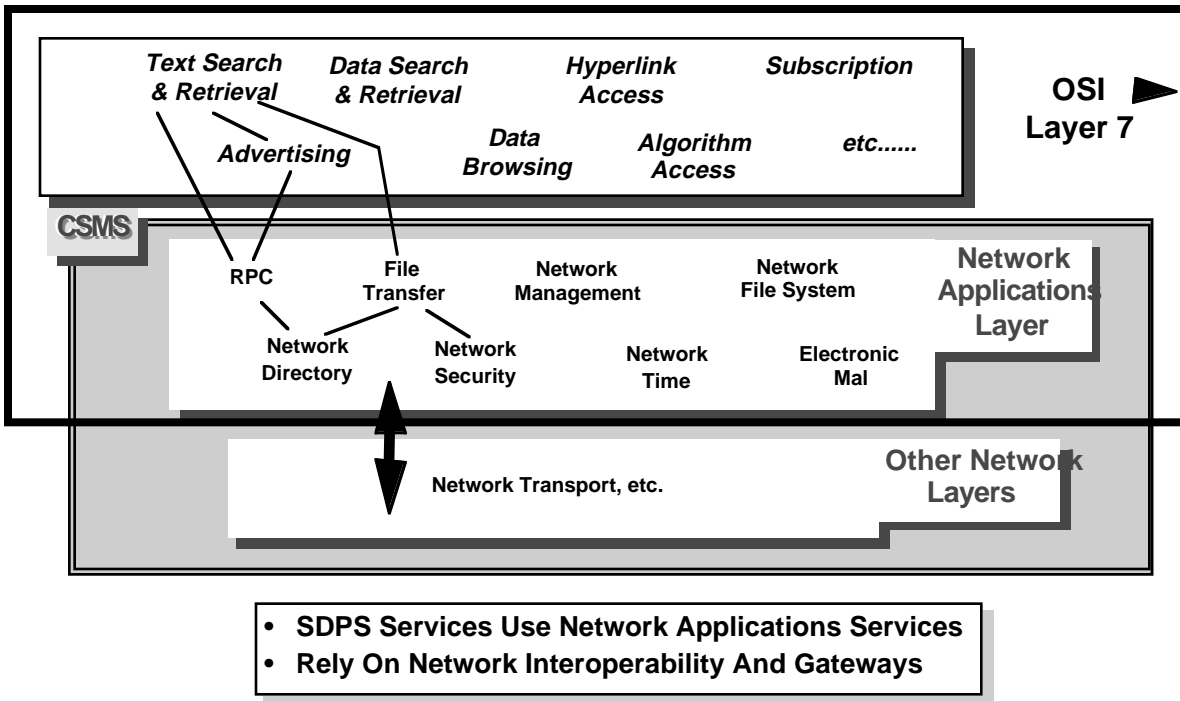 Text Search
& Retrieval
Data Search
& Retrieval
Hyperlink
Access
Subscription
OSI
Layer 7
Advertising
Data
Browsing
Algorithm
Access
etc......
CSMS
RPC
File
Transfer
Network
Management
Network
File System
Network
Applications
Layer
Network
Directory
Network
Security
Network
Time
Electronic
Mal
Other Network
Layers
Network Transport, etc.
• SDPS Services Use Network Applications Services
• Rely On Network Interoperability And Gateways